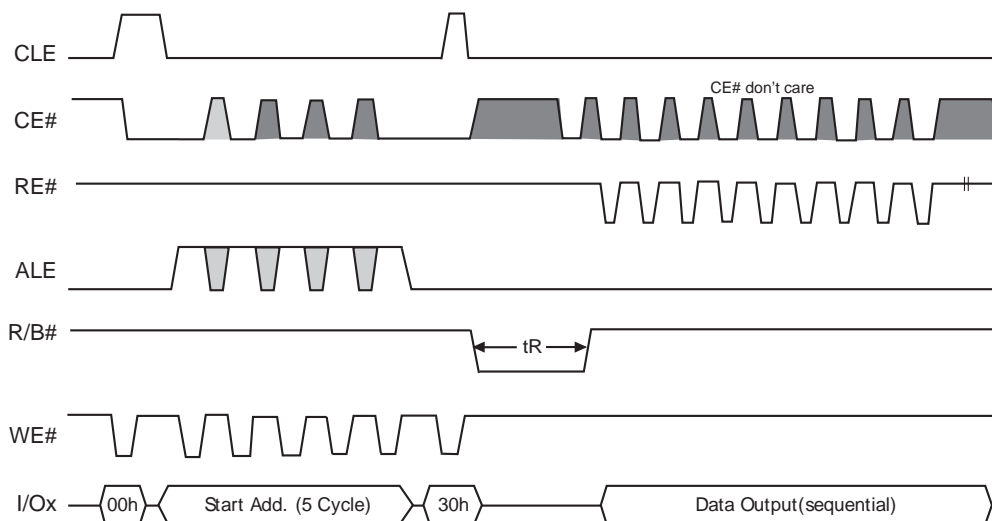 CLE
CE# don't care
CE#
RE#
ALE
R/B#
tR
WE#
I/Ox
00h
Start Add. (5 Cycle)
30h
Data Output(sequential)